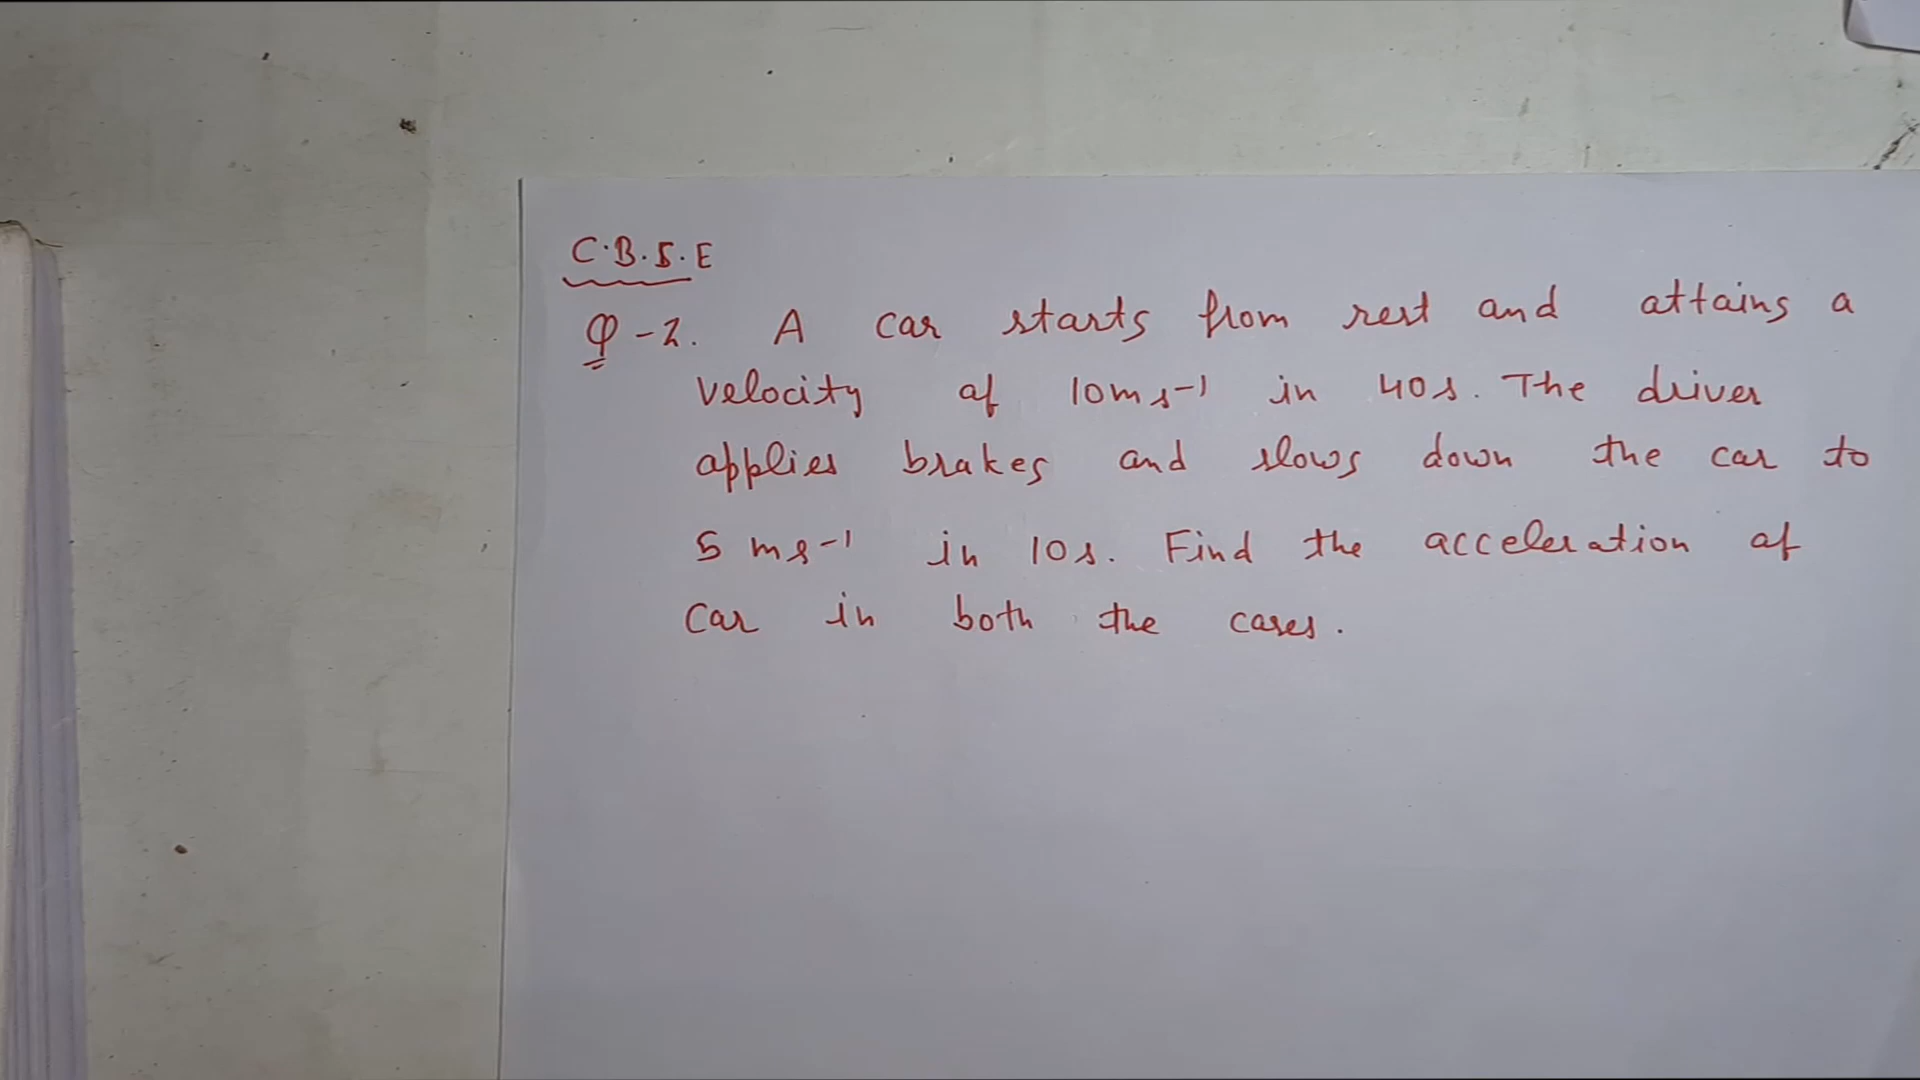 C.B.S.E
Q-2. A car starts from rest and attains a
velocity of 10ms-1 in 40s. The driver
applies brakes and slows down the car to
5 ms-1 in 10s. Find the acceleration of
car in both the cases.